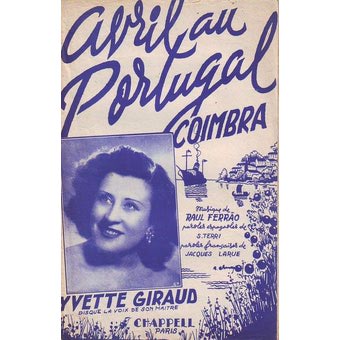 avril au
Portugal
COIMBRA
Musique de
RAUL FERRÃO
paroles espagnoles de
S. TERRI
paroles françaises de
JACQUES LARUE
YVETTE GIRAUD
DISQUE LA VOIX DE SON MAITRE
CHAPPELL
PARIS